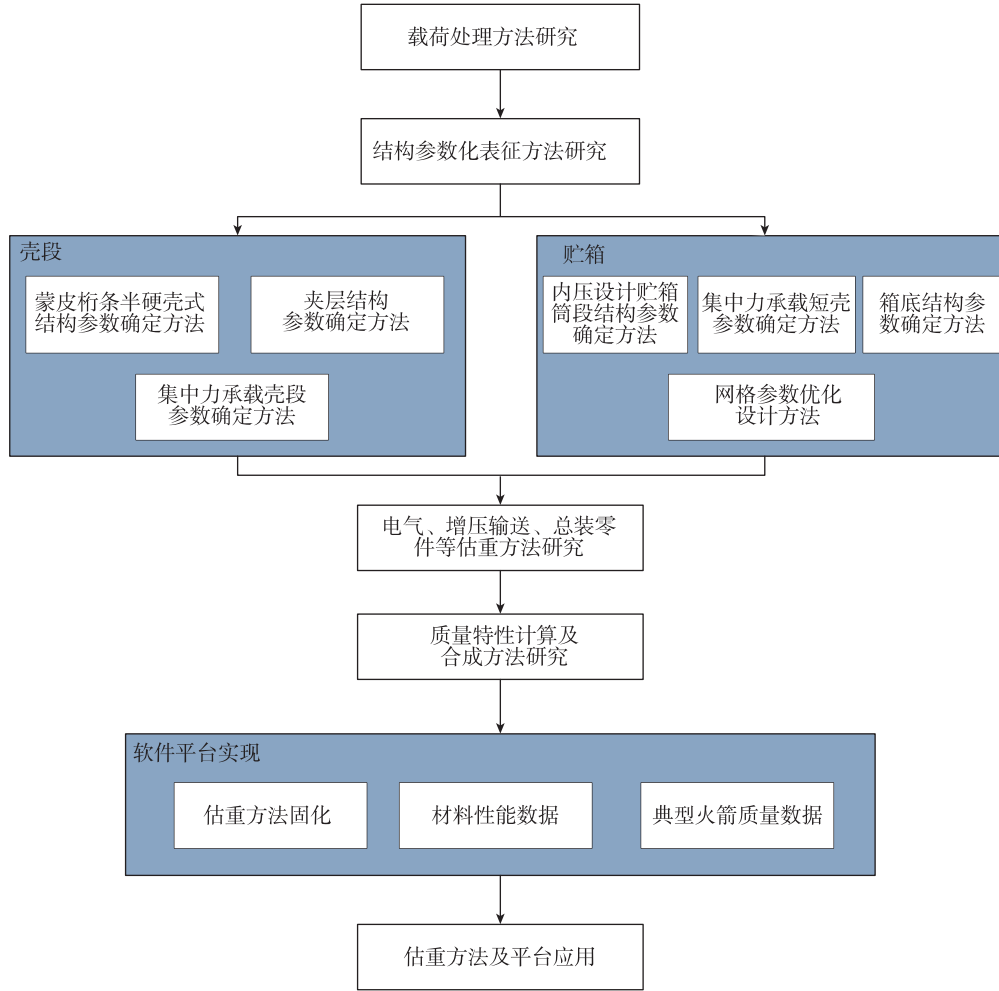 载荷处理方法研究
结构参数化表征方法研究
壳段
蒙皮桁条半硬壳式
结构参数确定方法
夹层结构
参数确定方法
集中力承载壳段
参数确定方法
贮箱
内压设计贮箱
筒段结构参数
确定方法
集中力承载短壳
参数确定方法
箱底结构参
数确定方法
网格参数优化
设计方法
电气、增压输送、总装零
件等估重方法研究
质量特性计算及
合成方法研究
软件平台实现
估重方法固化
材料性能数据
典型火箭质量数据
估重方法及平台应用